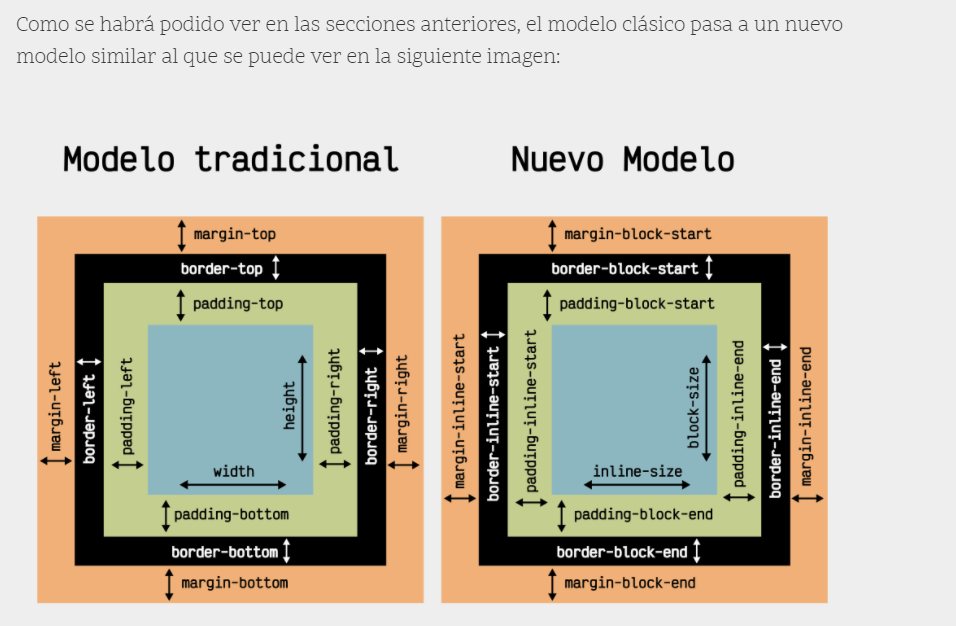 Como se habrá podido ver en las secciones anteriores, el modelo clásico pasa a un nuevo
modelo similar al que se puede ver en la siguiente imagen:
Modelo tradicional
margin-top
border-top
padding-top
margin-left
border-left
padding-left
height
width
padding-right
border-right
margin-right
padding-bottom
border-bottom
margin-bottom
Nuevo Modelo
margin-block-start
border-block-start
padding-block-start
margin-inline-start
border-inline-start
padding-inline-start
block-size
inline-size
padding-inline-end
border-inline-end
margin-inline-end
padding-block-end
border-block-end
margin-block-end